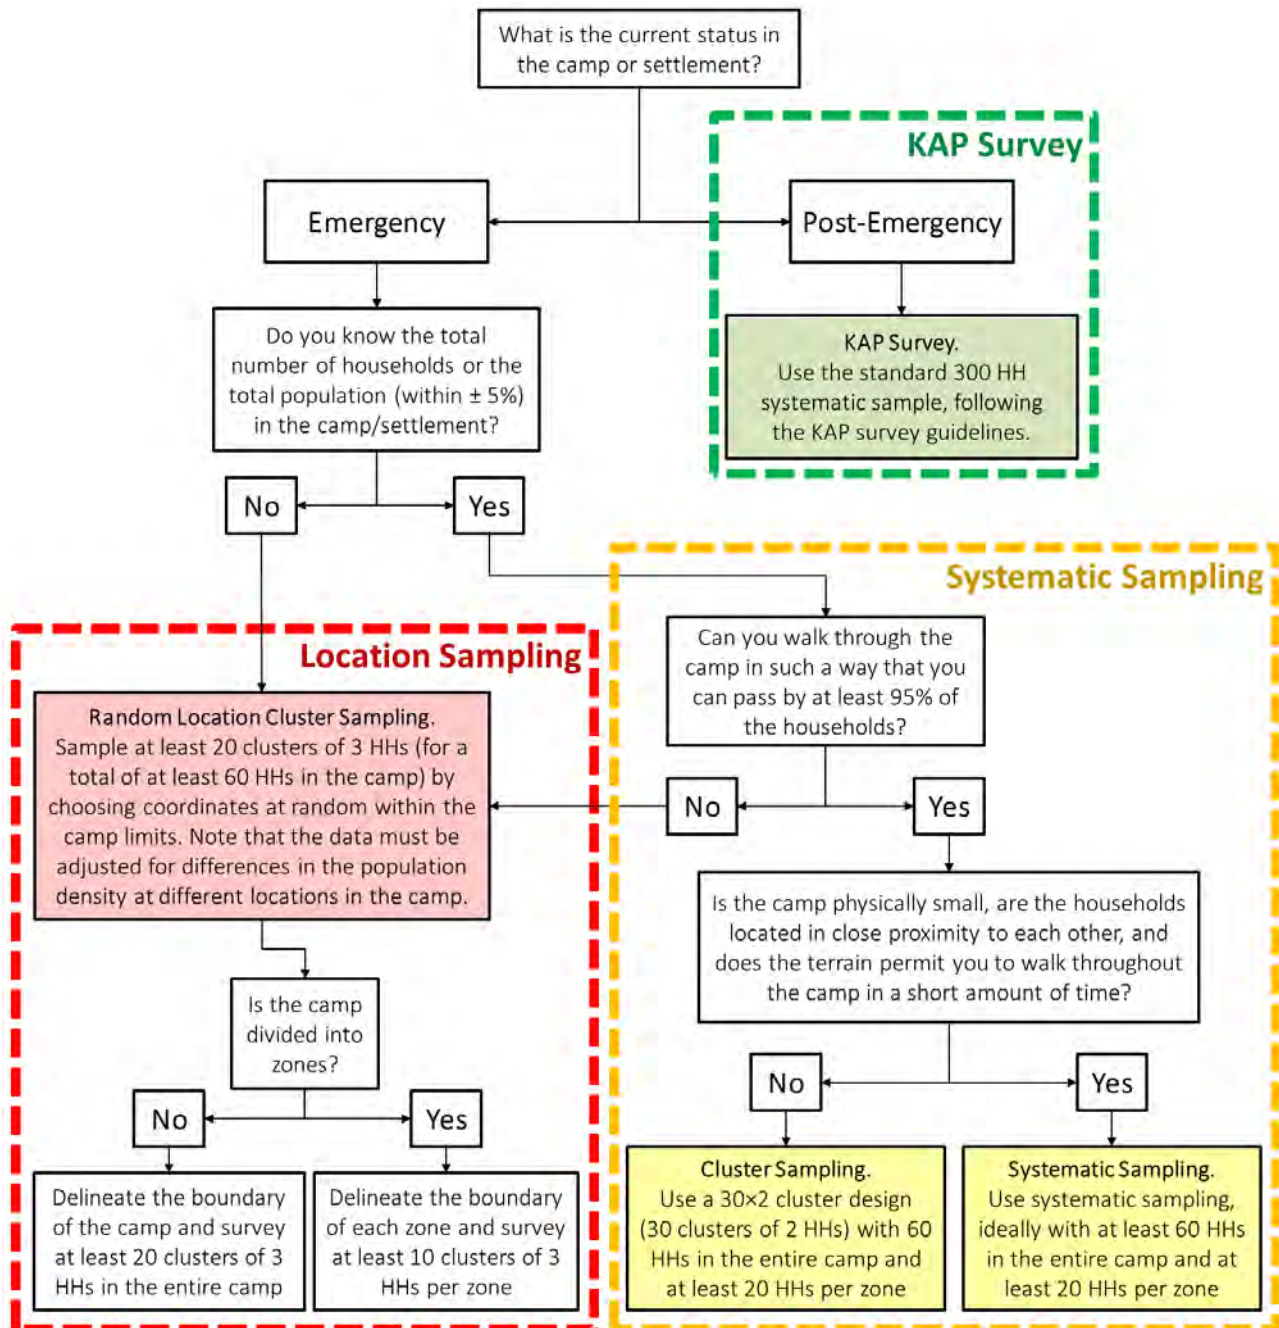 What is the current status in
the camp or settlement?
KAP Survey
Emergency
Post-Emergency
Do you know the total
number of households or the
total population (within ± 5%)
in the camp/settlement?
KAP Survey.
Use the standard 300 HH
systematic sample, following
the KAP survey guidelines.
No
Yes
Systematic Sampling
Can you walk through the
camp in such a way that you
can pass by at least 95% of
the households?
Location Sampling
Random Location Cluster Sampling.
Sample at least 20 clusters of 3 HHs (for a
total of at least 60 HHs in the camp) by
choosing coordinates at random within the
camp limits. Note that the data must be
adjusted for differences in the population
density at different locations in the camp.
No
Yes
Is the camp physically small, are the households
located in close proximity to each other, and
does the terrain permit you to walk throughout
the camp in a short amount of time?
Is the camp
divided into
zones?
No
Yes
No
Yes
Delineate the boundary
of the camp and survey
at least 20 clusters of 3
HHs in the entire camp
Delineate the boundary
of each zone and survey
at least 10 clusters of 3
HHs per zone
Cluster Sampling.
Use a 30×2 cluster design
(30 clusters of 2 HHs) with 60
HHs in the entire camp and
at least 20 HHs per zone
Systematic Sampling.
Use systematic sampling,
ideally with at least 60 HHs
in the entire camp and at
least 20 HHs per zone